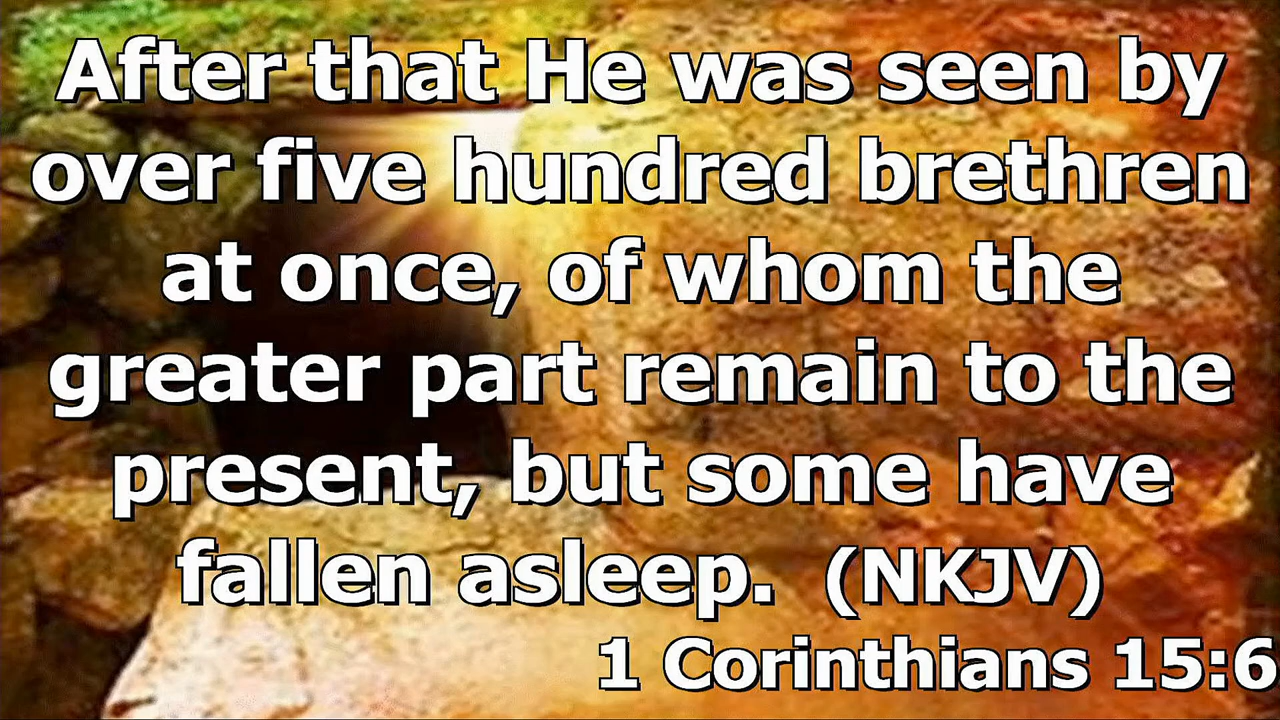 After that He was seen by
over five hundred brethren
at once, of whom the
greater part remain to the
present, but some have
fallen asleep. (NKJV)
1 Corinthians 15:6